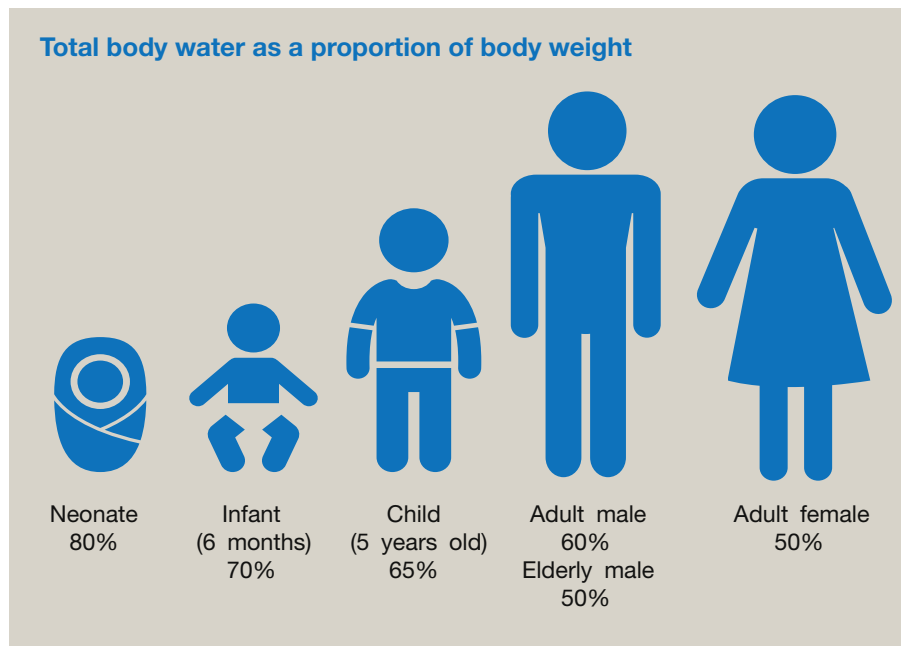 Total body water as a proportion of body weight
Neonate
80%
Infant
(6 months)
70%
Child
(5 years old)
65%
Adult male
60%
Elderly male
50%
Adult female
50%